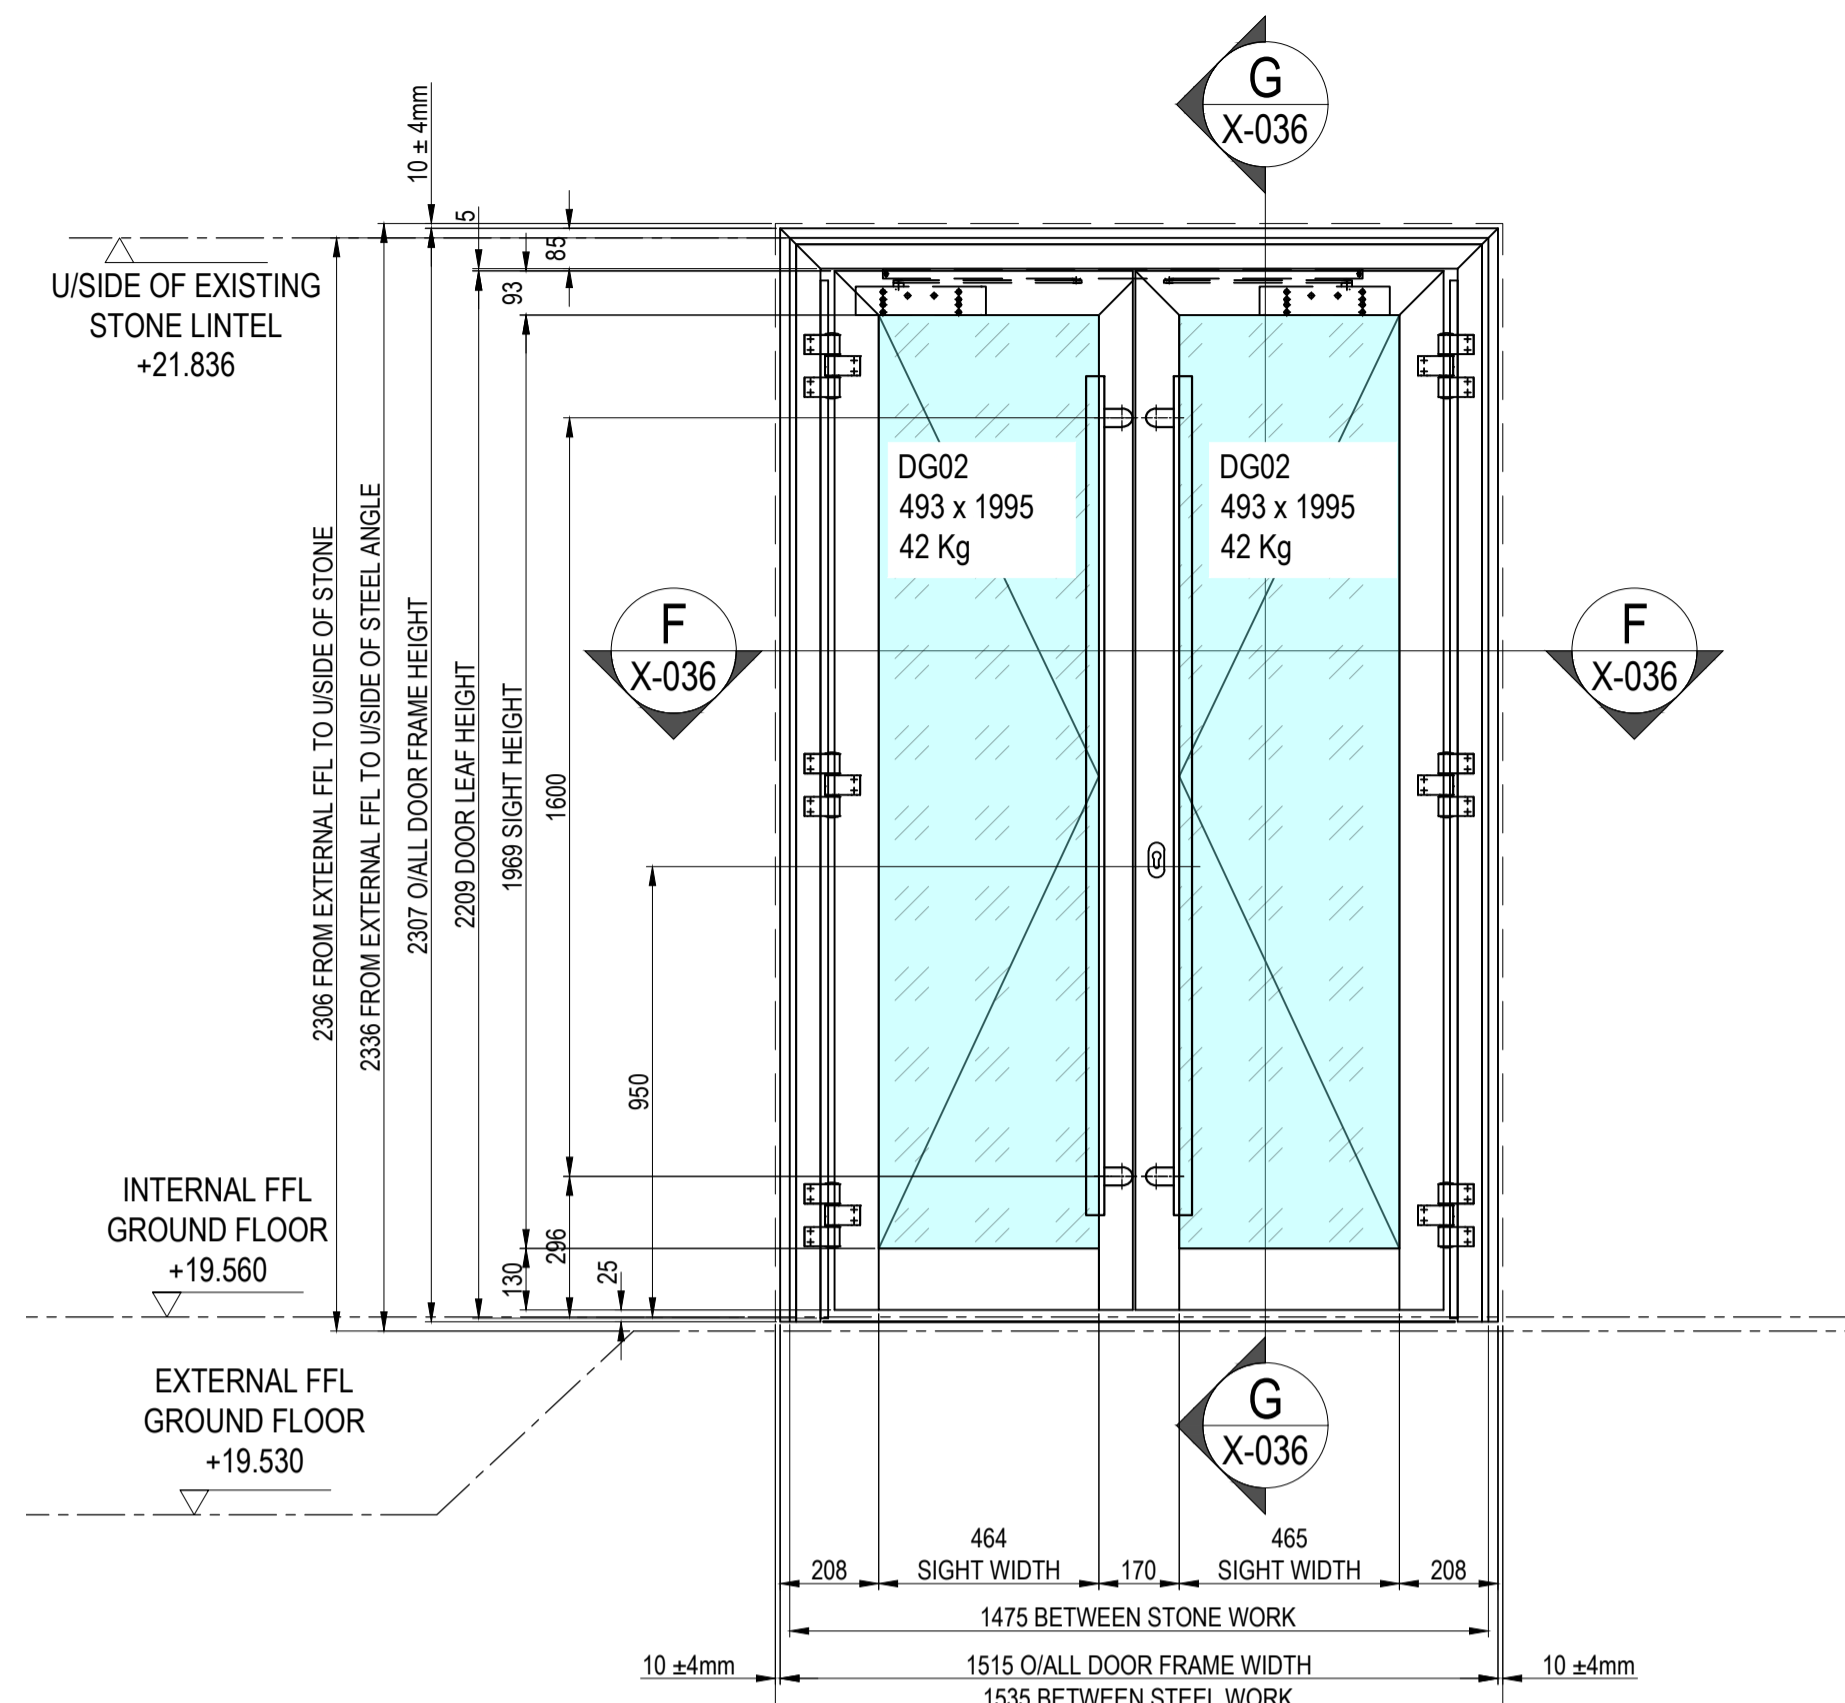 G
X-036
10 ± 4mm
5
85
93
U/SIDE OF EXISTING
STONE LINTEL
+21.836
DG02
493 x 1995
42 Kg
DG02
493 x 1995
42 Kg
F
X-036
F
X-036
2306 FROM EXTERNAL FFL TO U/SIDE OF STONE
2336 FROM EXTERNAL FFL TO U/SIDE OF STEEL ANGLE
2307 O/ALL DOOR FRAME HEIGHT
2209 DOOR LEAF HEIGHT
1969 SIGHT HEIGHT
1600
950
296
130
25
INTERNAL FFL
GROUND FLOOR
+19.560
EXTERNAL FFL
GROUND FLOOR
+19.530
G
X-036
464
SIGHT WIDTH
465
SIGHT WIDTH
208
170
208
1475 BETWEEN STONE WORK
10 ±4mm
1515 O/ALL DOOR FRAME WIDTH
10 ±4mm
1535 BETWEEN STEEL WORK